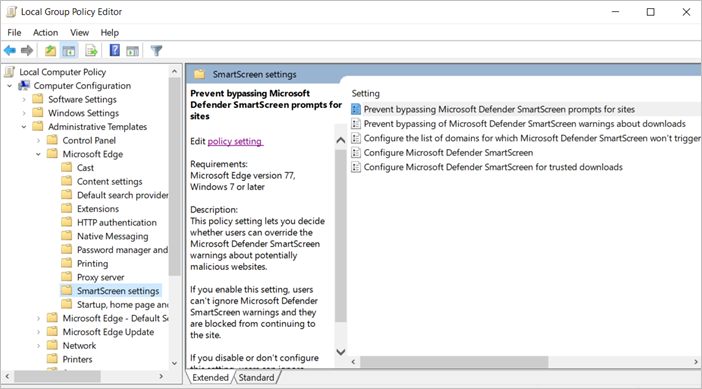 Local Group Policy Editor
File Action View Help
Local Computer Policy
Computer Configuration
Software Settings
Windows Settings
Administrative Templates
Control Panel
Microsoft Edge
Cast
Content settings
Default search provider
Extensions
HTTP authentication
Native Messaging
Password manager and
Printing
Proxy server
SmartScreen settings
Startup, home page and
Microsoft Edge - Default Se
Microsoft Edge Update
Network
Printers
SmartScreen settings
Prevent bypassing Microsoft
Defender SmartScreen prompts for
sites
Edit policy setting
Requirements:
Microsoft Edge version 77,
Windows 7 or later
Description:
This policy setting lets you decide
whether users can override the
Microsoft Defender SmartScreen
warnings about potentially
malicious websites.
If you enable this setting, users
can't ignore Microsoft Defender
SmartScreen warnings and they
are blocked from continuing to
the site.
If you disable or don't configure
this setting, users can ignore
Setting
Prevent bypassing Microsoft Defender SmartScreen prompts for sites
Prevent bypassing of Microsoft Defender SmartScreen warnings about downloads
Configure the list of domains for which Microsoft Defender SmartScreen won't trigger
Configure Microsoft Defender SmartScreen
Configure Microsoft Defender SmartScreen for trusted downloads
Extended Standard